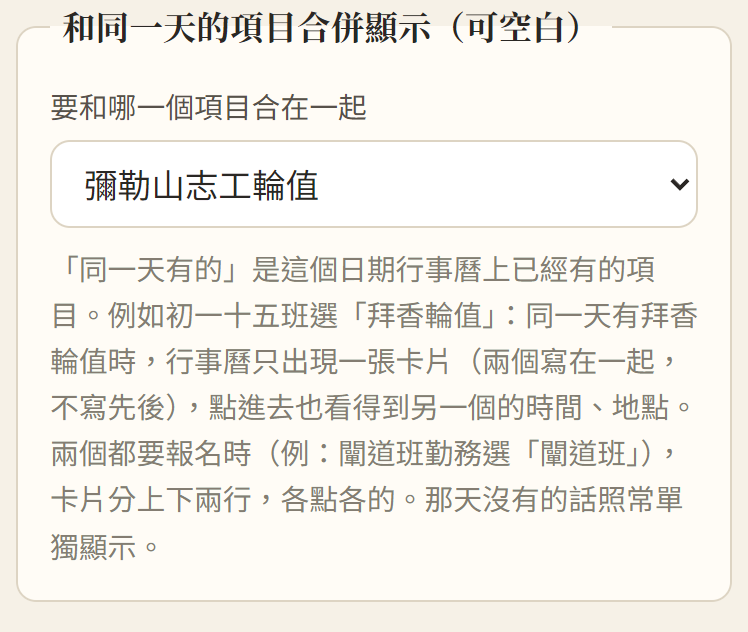 和同一天的項目合併顯示（可空白）
要和哪一個項目合在一起
彌勒山志工輪值
「同一天有的」是這個日期行事曆上已經有的項
目。例如初一十五班選「拜香輪值」：同一天有拜香
輪值時，行事曆只出現一張卡片（兩個寫在一起，
不寫先後），點進去也看得到另一個的時間、地點。
兩個都要報名時（例：闡道班勤務選「闡道班」），
卡片分上下兩行，各點各的。那天沒有的話照常單
獨顯示。